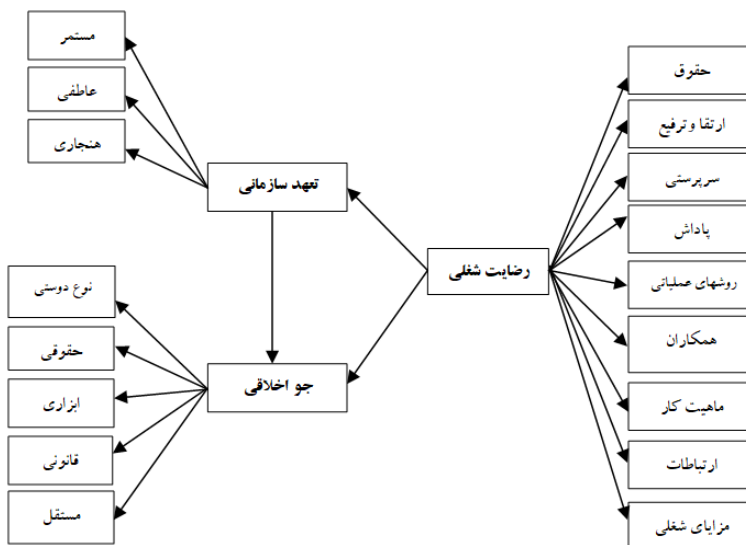 حقوق
ارتقا و ترفیع
سرپرستی
پاداش
روشهای عملیاتی
همکاران
ماهیت کار
ارتباطات
مزایای شغلی
رضایت شغلی
تعهد سازمانی
جو اخلاقی
مستمر
عاطفی
هنجاری
نوع دوستی
حقوقی
ابزاری
قانونی
مستقل